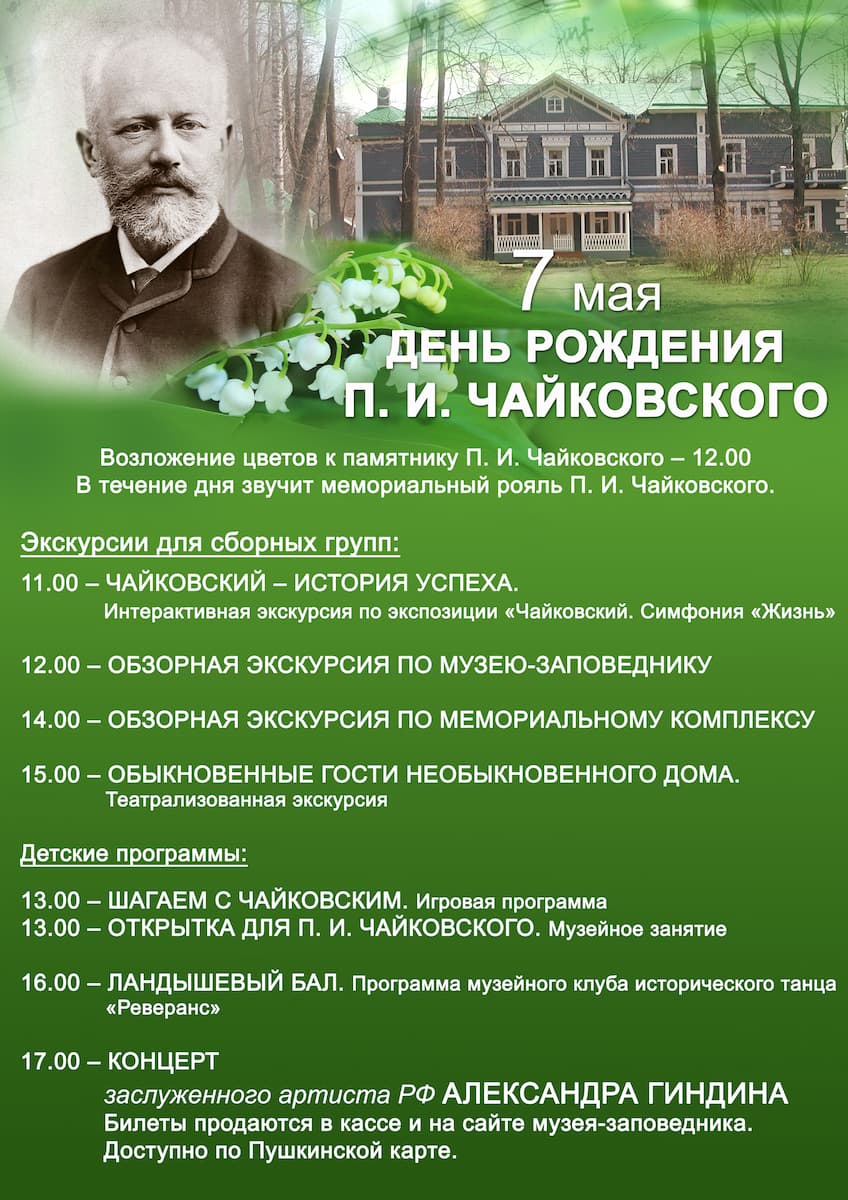 7 мая
ДЕНЬ РОЖДЕНИЯ
П. И. ЧАЙКОВСКОГО
Возложение цветов к памятнику П. И. Чайковского – 12.00
В течение дня звучит мемориальный рояль П. И. Чайковского.
Экскурсии для сборных групп:
11.00 – ЧАЙКОВСКИЙ – ИСТОРИЯ УСПЕХА.
Интерактивная экскурсия по экспозиции «Чайковский. Симфония «Жизнь»
12.00 – ОБЗОРНАЯ ЭКСКУРСИЯ ПО МУЗЕЮ-ЗАПОВЕДНИКУ
14.00 – ОБЗОРНАЯ ЭКСКУРСИЯ ПО МЕМОРИАЛЬНОМУ КОМПЛЕКСУ
15.00 – ОБЫКНОВЕННЫЕ ГОСТИ НЕОБЫКНОВЕННОГО ДОМА.
Театрализованная экскурсия
Детские программы:
13.00 – ШАГАЕМ С ЧАЙКОВСКИМ. Игровая программа
13.00 – ОТКРЫТКА ДЛЯ П. И. ЧАЙКОВСКОГО. Музейное занятие
16.00 – ЛАНДЫШЕВЫЙ БАЛ. Программа музейного клуба исторического танца
«Реверанс»
17.00 – КОНЦЕРТ
заслуженного артиста РФ АЛЕКСАНДРА ГИНДИНА
Билеты продаются в кассе и на сайте музея-заповедника.
Доступно по Пушкинской карте.